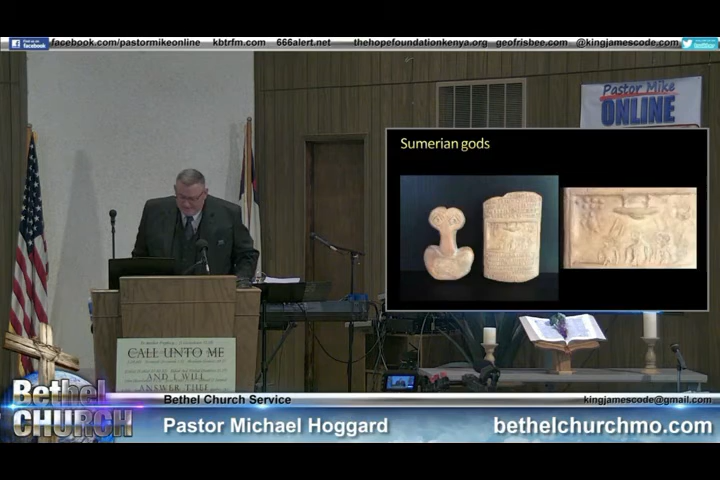 facebook.com/pastormikeonline kbtrfm.com 666alert.net thehopefoundationkenya.org geofrisbee.com @kingjamescode.com
Pastor Mike
ONLINE
Sumerian gods
CALL UNTO ME
AND I WILL
ANSWER THEE
Bethel
CHURCH
Bethel Church Service
kingjamescode@gmail.com
Pastor Michael Hoggard
bethelchurchmo.com